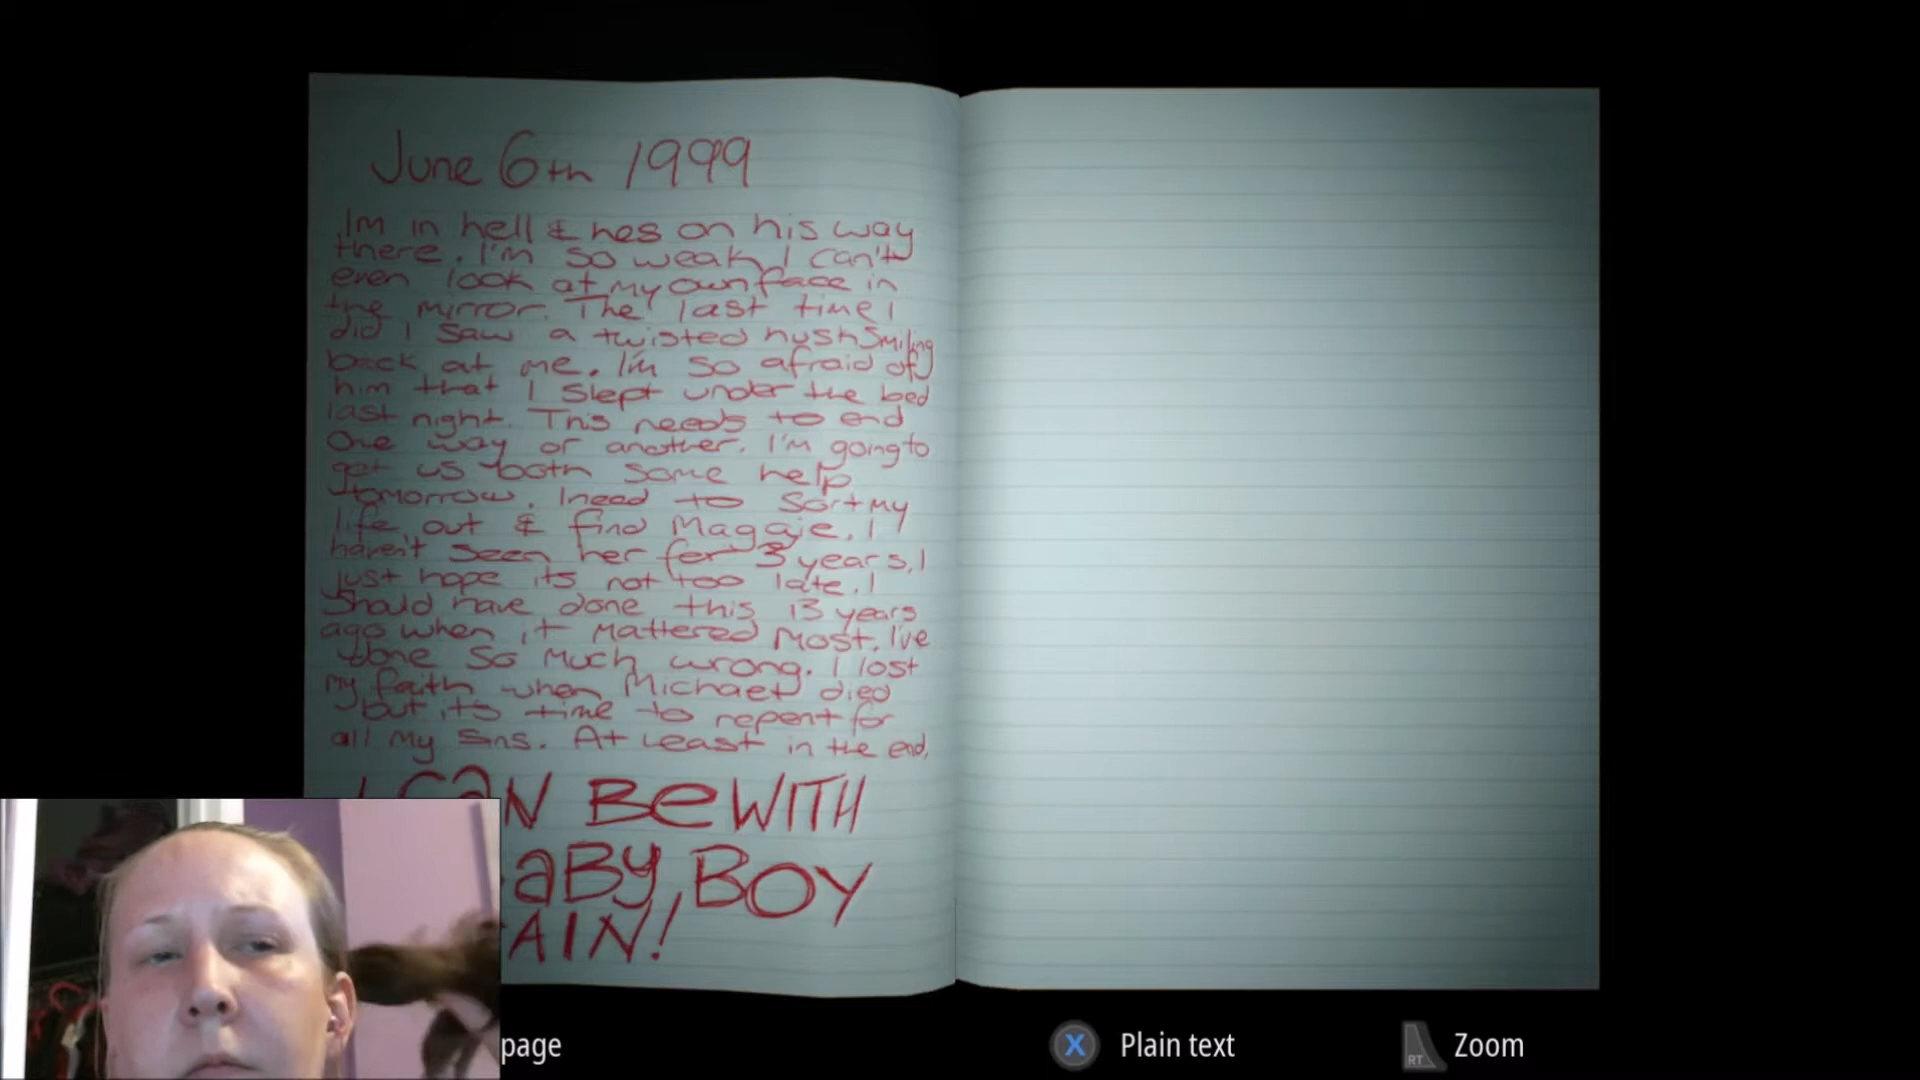 June 6th 1999
Im in hell & hes on his way
there. I'm so weak I can't
even look at my own face in
the mirror. The last time I
did I saw a twisted hush smiling
back at me. I'm so afraid of
him that I slept under the bed
last night. This needs to end
one way or another. I'm going to
get us both some help
tomorrow. I need to sort my
life out & find Maggie. I
haven't seen her for 3 years, I
just hope its not too late. I
should have done this 13 years
ago when it mattered most. I've
done so much wrong. I lost
my faith when Michael died
but it's time to repent for
all my sins. At least in the end,
I CAN Be WITH
BABY BOY
AIN!
page
X Plain text
RT Zoom